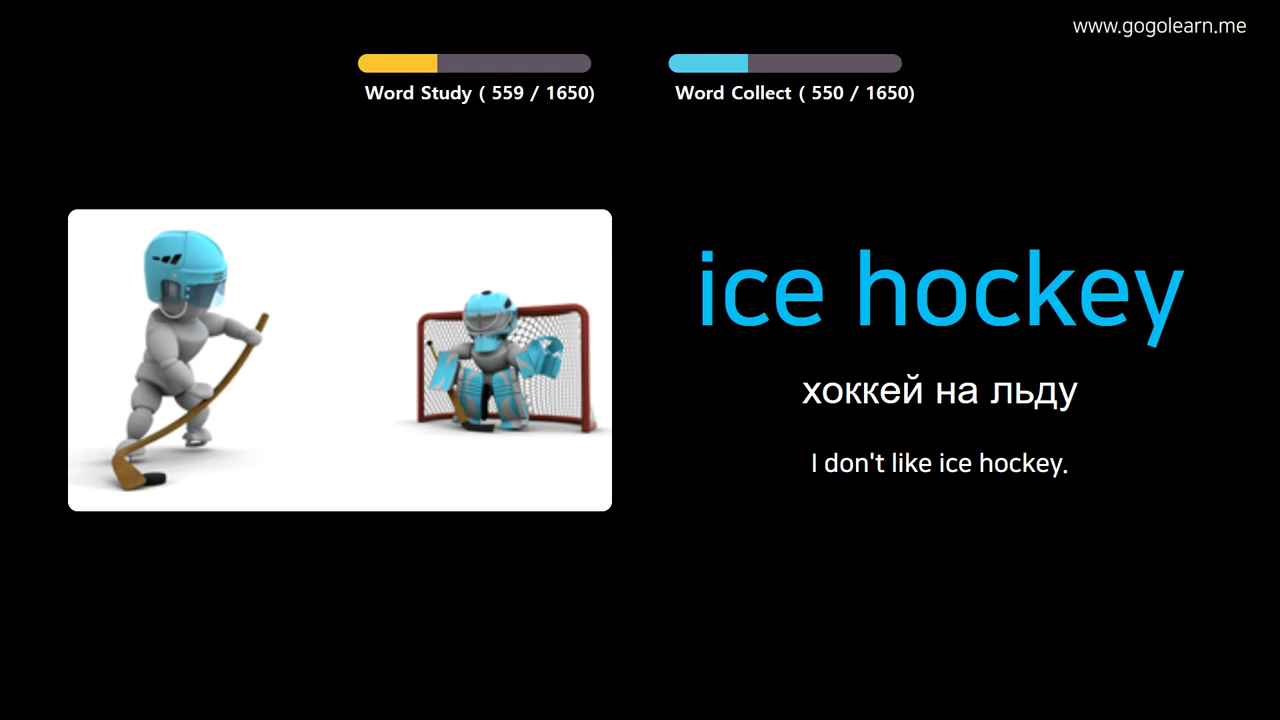 www.gogolearn.me
Word Study ( 559 / 1650)
Word Collect ( 550 / 1650)
ice hockey
хоккей на льду
I don't like ice hockey.